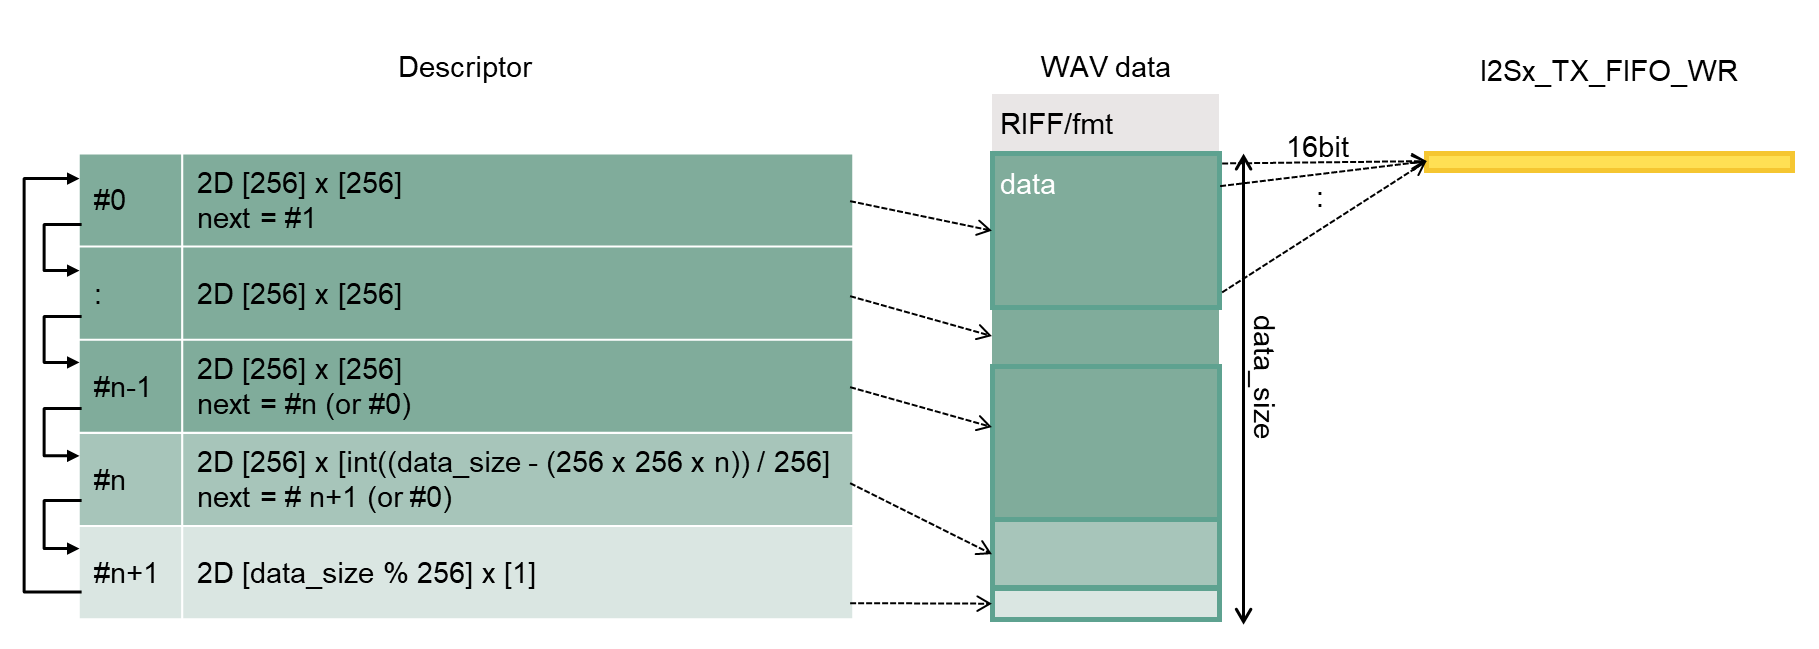 Descriptor
WAV data
I2Sx_TX_FIFO_WR
RIFF/fmt
16bit
:
data
data_size
#0
2D [256] x [256]
next = #1
:
2D [256] x [256]
#n-1
2D [256] x [256]
next = #n (or #0)
#n
2D [256] x [int((data_size - (256 x 256 x n)) / 256]
next = # n+1 (or #0)
#n+1
2D [data_size % 256] x [1]